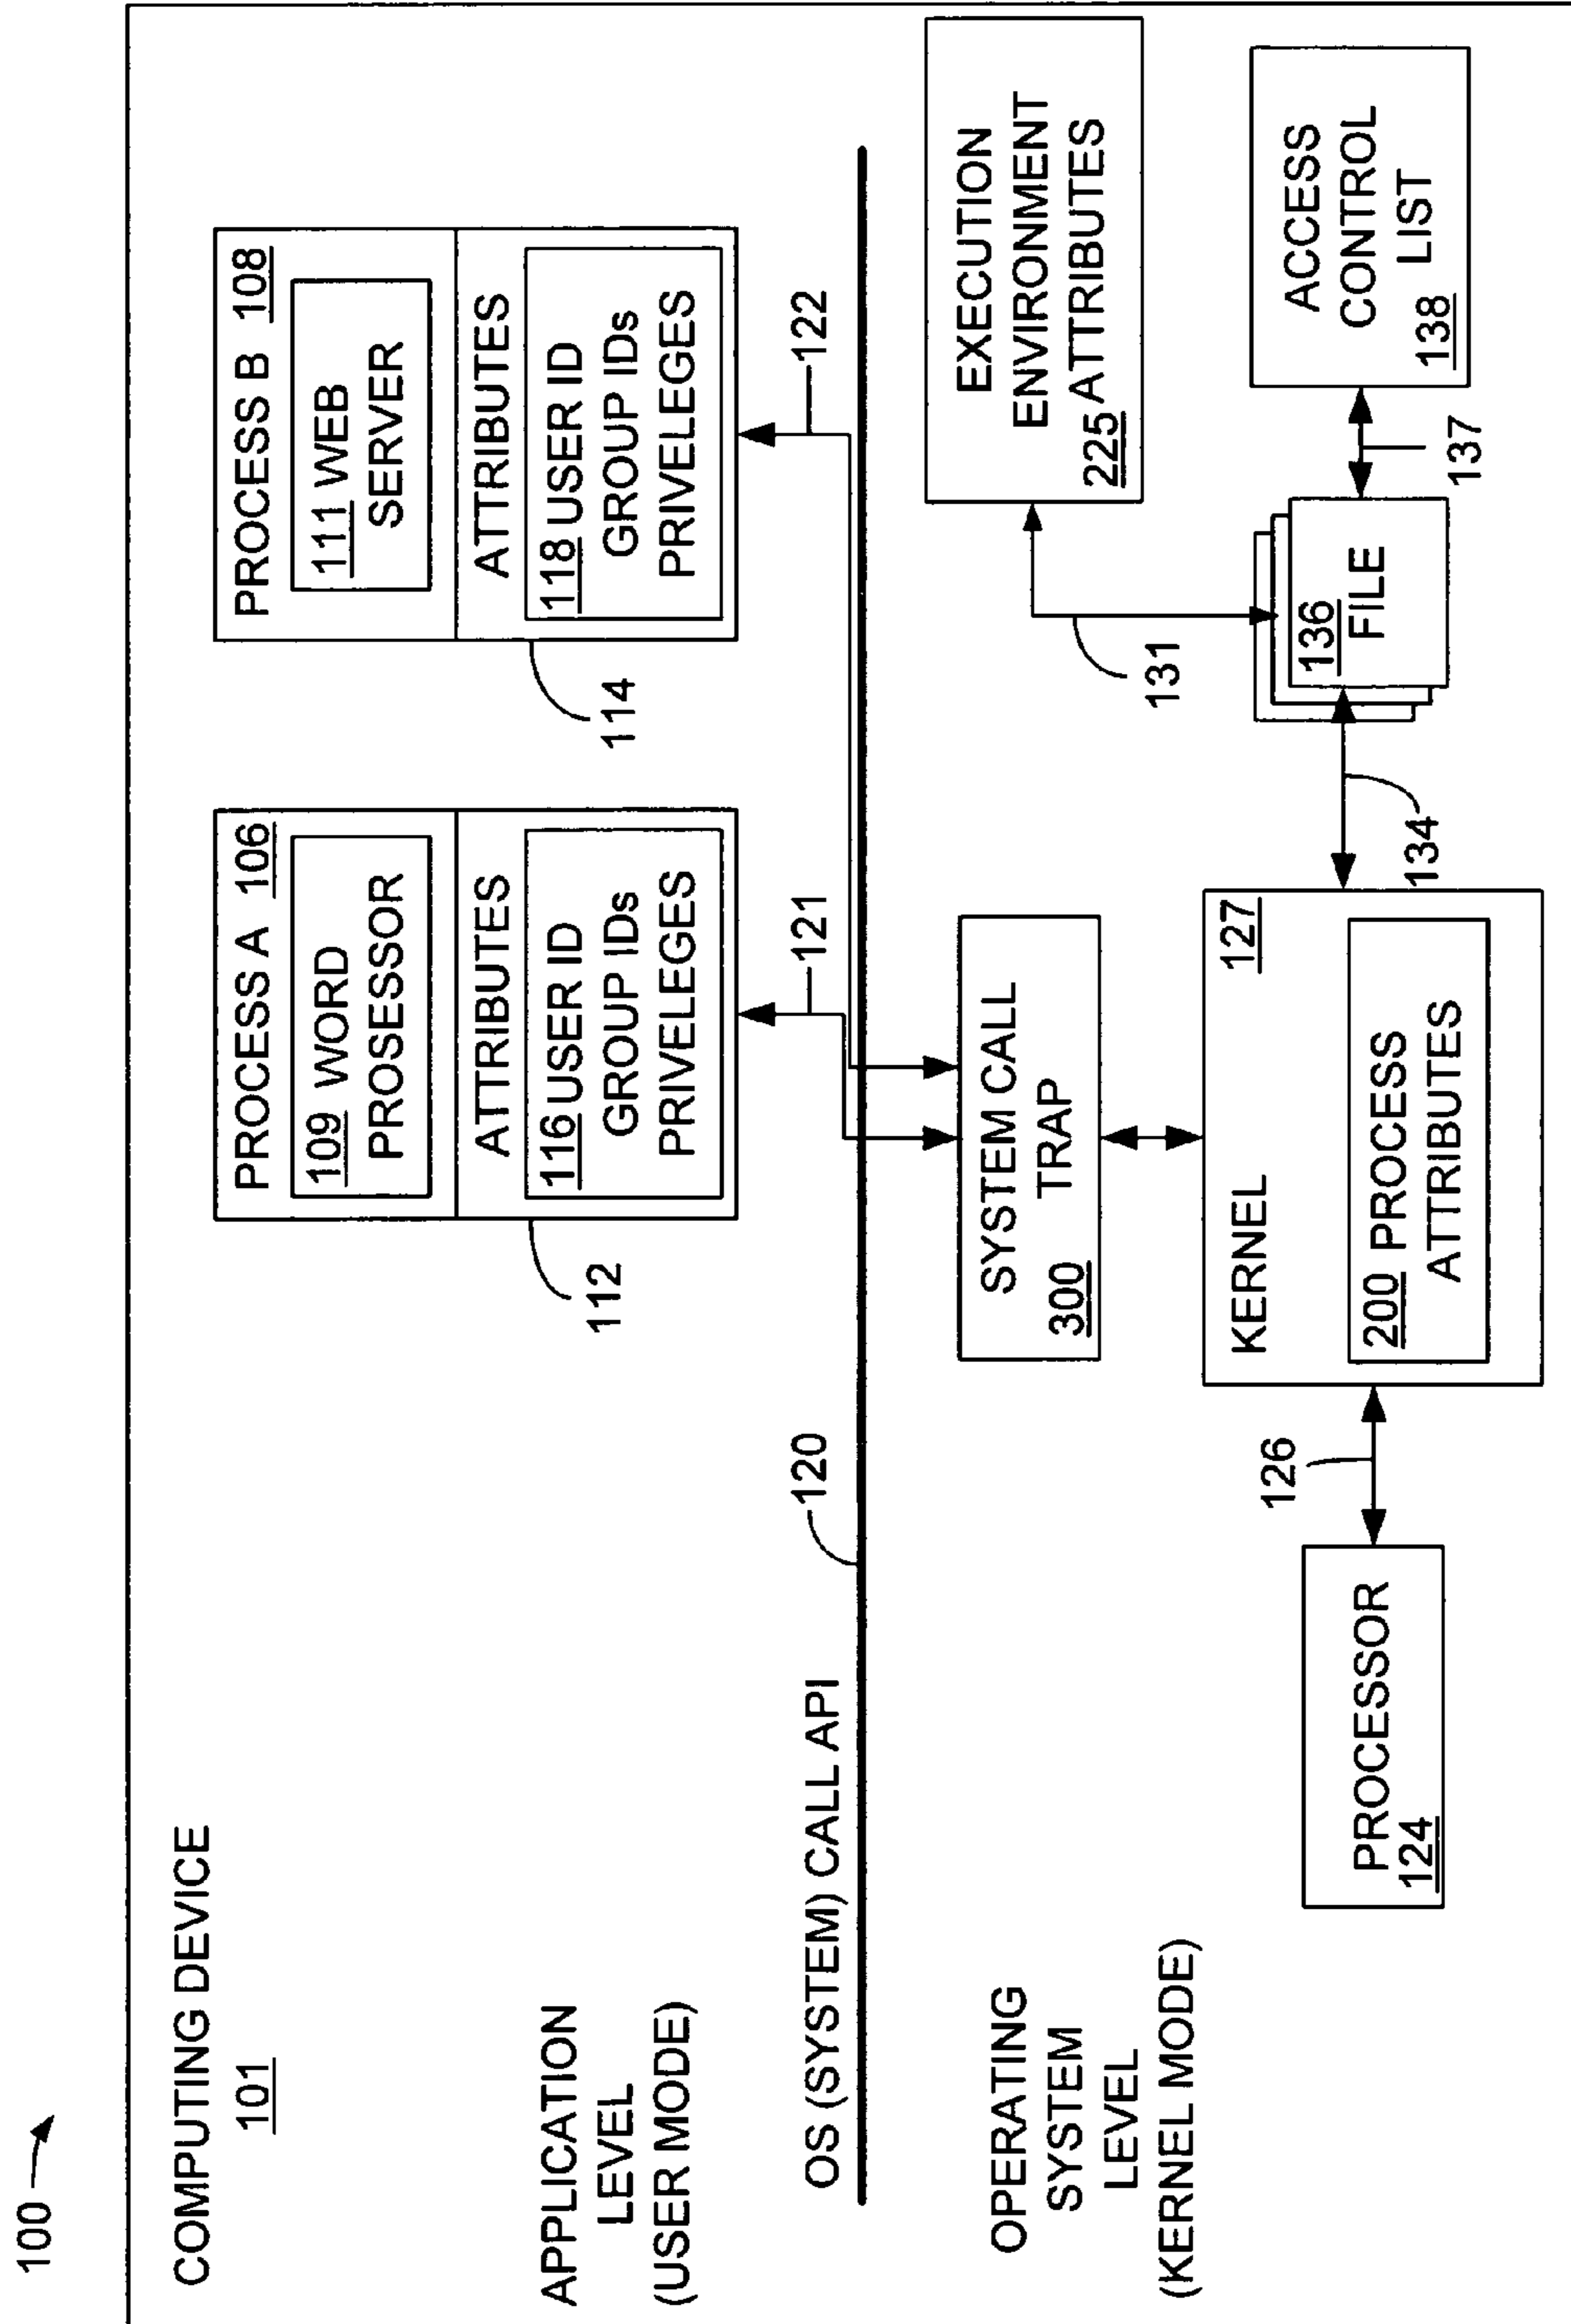 100
COMPUTING DEVICE
101
APPLICATION
LEVEL
(USER MODE)
PROCESS A 106
109 WORD
PROSESSOR
ATTRIBUTES
116 USER ID
GROUP IDs
PRIVELEGES
112
PROCESS B 108
111 WEB
SERVER
ATTRIBUTES
118 USER ID
GROUP IDs
PRIVELEGES
114
OS (SYSTEM) CALL API
120
121
122
OPERATING
SYSTEM
LEVEL
(KERNEL MODE)
SYSTEM CALL
TRAP
300
EXECUTION
ENVIRONMENT
225 ATTRIBUTES
131
PROCESSOR
124
126
KERNEL 127
200 PROCESS
ATTRIBUTES
134
136
FILE
137
ACCESS
CONTROL
LIST
138